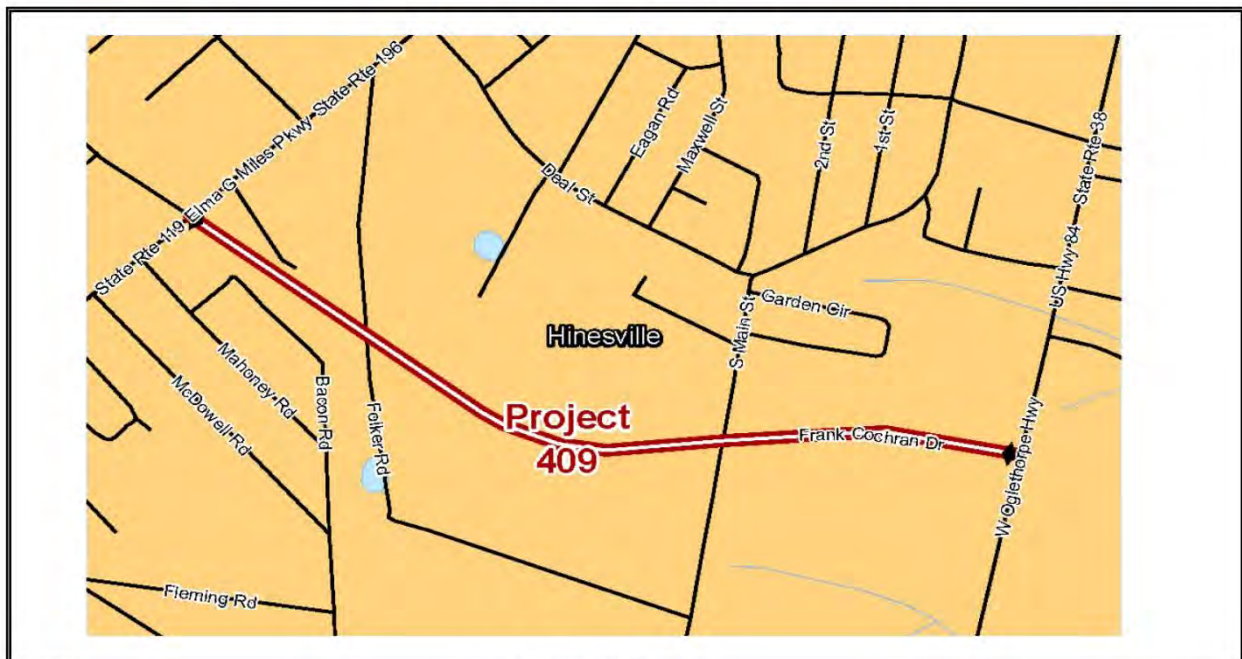 State Rte 119
Elma G Miles Pkwy
State Rte 196
Eagan Rd
Maxwell St
2nd St
1st St
State Rte 38
US Hwy 84
Deal St
Garden Cir
S Main St
Hinesville
Mahoney Rd
McDowell Rd
Bacon Rd
Felker Rd
Project
409
Frank Cochran Dr
W Oglethorpe Hwy
Fleming Rd